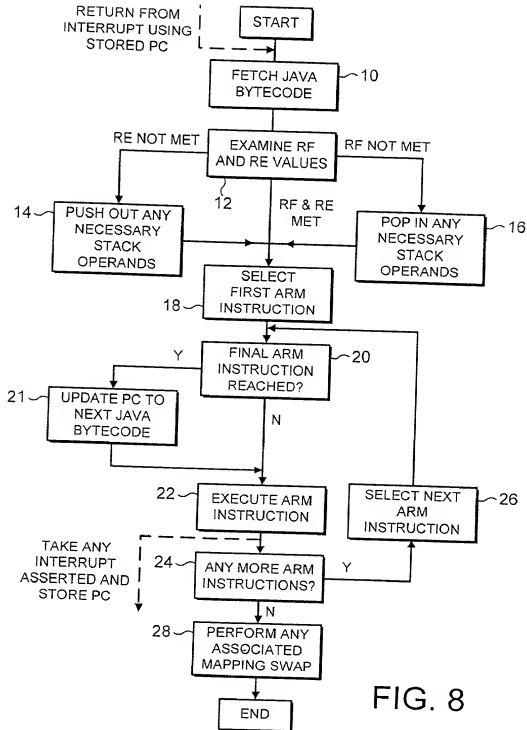 RETURN FROM
INTERRUPT USING
STORED PC
START
FETCH JAVA
BYTECODE
10
RE NOT MET
EXAMINE RF
AND RE VALUES
RF NOT MET
12
14
PUSH OUT ANY
NECESSARY
STACK
OPERANDS
RF & RE
MET
POP IN ANY
NECESSARY
STACK
OPERANDS
16
SELECT
FIRST ARM
INSTRUCTION
18
Y
FINAL ARM
INSTRUCTION
REACHED?
20
21
UPDATE PC TO
NEXT JAVA
BYTECODE
N
22
EXECUTE ARM
INSTRUCTION
SELECT NEXT
ARM
INSTRUCTION
26
TAKE ANY
INTERRUPT
ASSERTED AND
STORE PC
24
ANY MORE ARM
INSTRUCTIONS?
Y
N
28
PERFORM ANY
ASSOCIATED
MAPPING SWAP
END
FIG. 8